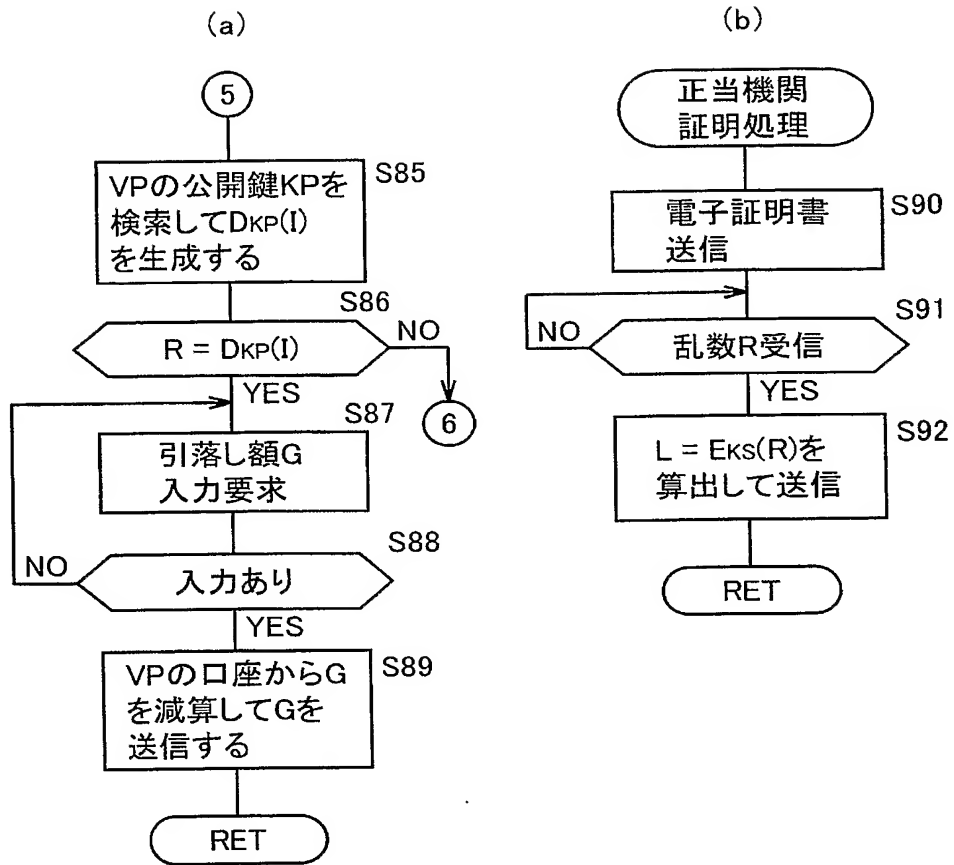 (a)
5
VPの公開鍵KPを
検索してDKP(I)
を生成する
S85
S86
R = DKP(I)
NO
6
YES
S87
引落し額G
入力要求
S88
NO
入力あり
YES
VPの口座からG
を減算してGを
送信する
S89
RET
(b)
正当機関
証明処理
電子証明書
送信
S90
S91
NO
乱数R受信
YES
L = EKS(R)を
算出して送信
S92
RET